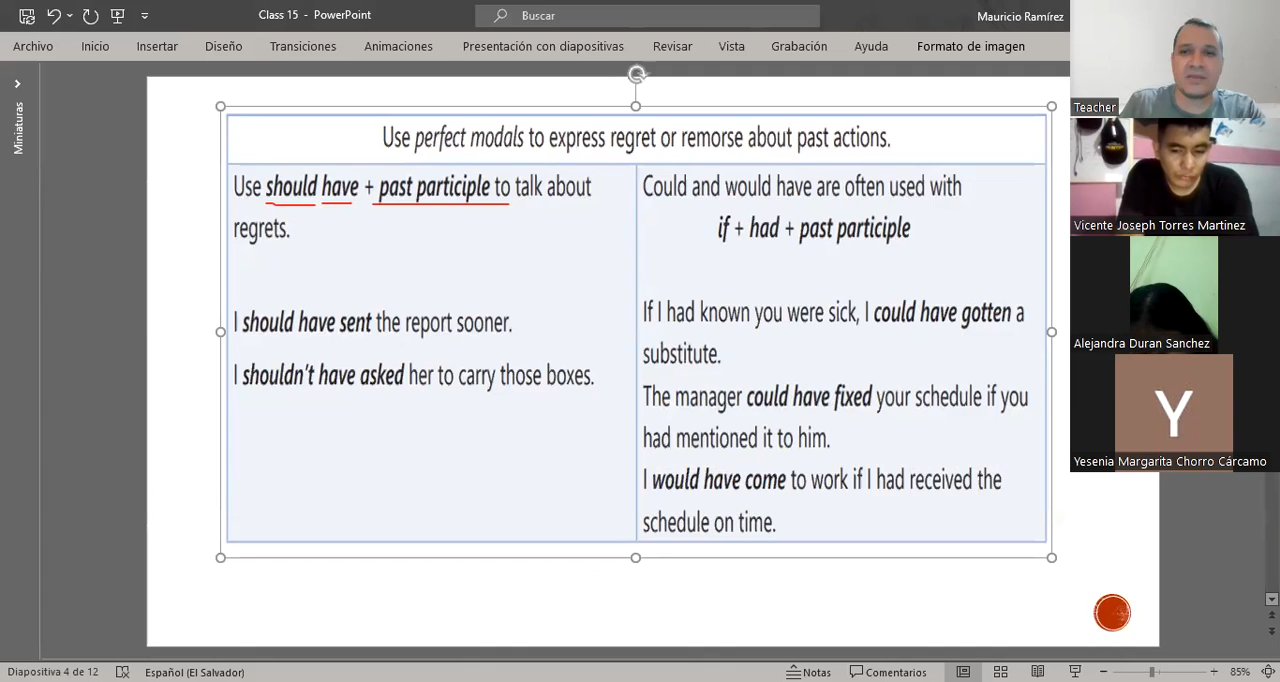 Class 15 - PowerPoint
Buscar
Mauricio Ramírez
Archivo Inicio Insertar Diseño Transiciones Animaciones Presentación con diapositivas Revisar Vista Grabación Ayuda Formato de imagen
Miniaturas
Use perfect modals to express regret or remorse about past actions.
Use should have + past participle to talk about
regrets.
I should have sent the report sooner.
I shouldn't have asked her to carry those boxes.
Could and would have are often used with
if + had + past participle
If I had known you were sick, I could have gotten a
substitute.
The manager could have fixed your schedule if you
had mentioned it to him.
I would have come to work if I had received the
schedule on time.
Teacher
Vicente Joseph Torres Martinez
Alejandra Duran Sanchez
Y
Yesenia Margarita Chorro Cárcamo
Diapositiva 4 de 12 Español (El Salvador) Notas Comentarios 85%